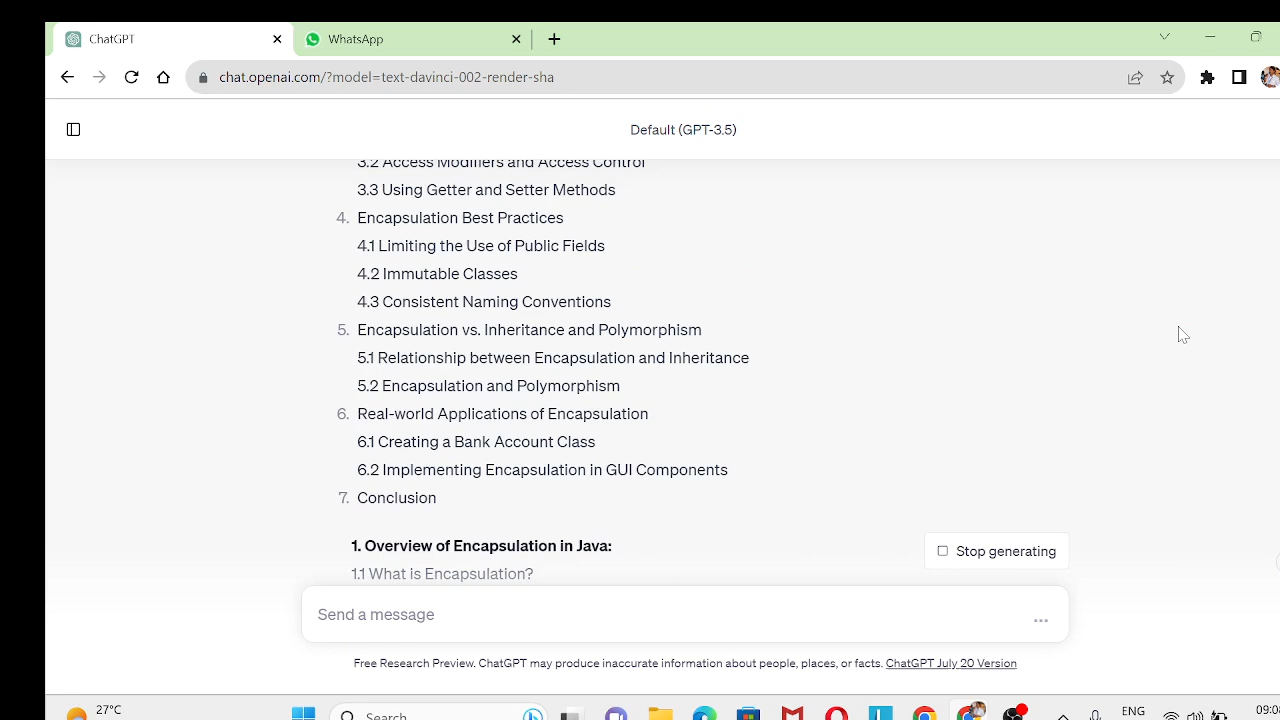 ChatGPT
WhatsApp
chat.openai.com/?model=text-davinci-002-render-sha
Default (GPT-3.5)
3.2 Access Modifiers and Access Control
3.3 Using Getter and Setter Methods
4. Encapsulation Best Practices
4.1 Limiting the Use of Public Fields
4.2 Immutable Classes
4.3 Consistent Naming Conventions
5. Encapsulation vs. Inheritance and Polymorphism
5.1 Relationship between Encapsulation and Inheritance
5.2 Encapsulation and Polymorphism
6. Real-world Applications of Encapsulation
6.1 Creating a Bank Account Class
6.2 Implementing Encapsulation in GUI Components
7. Conclusion
1. Overview of Encapsulation in Java:
Stop generating
1.1 What is Encapsulation?
Send a message
...
Free Research Preview. ChatGPT may produce inaccurate information about people, places, or facts. ChatGPT July 20 Version
27°C
Search
ENG